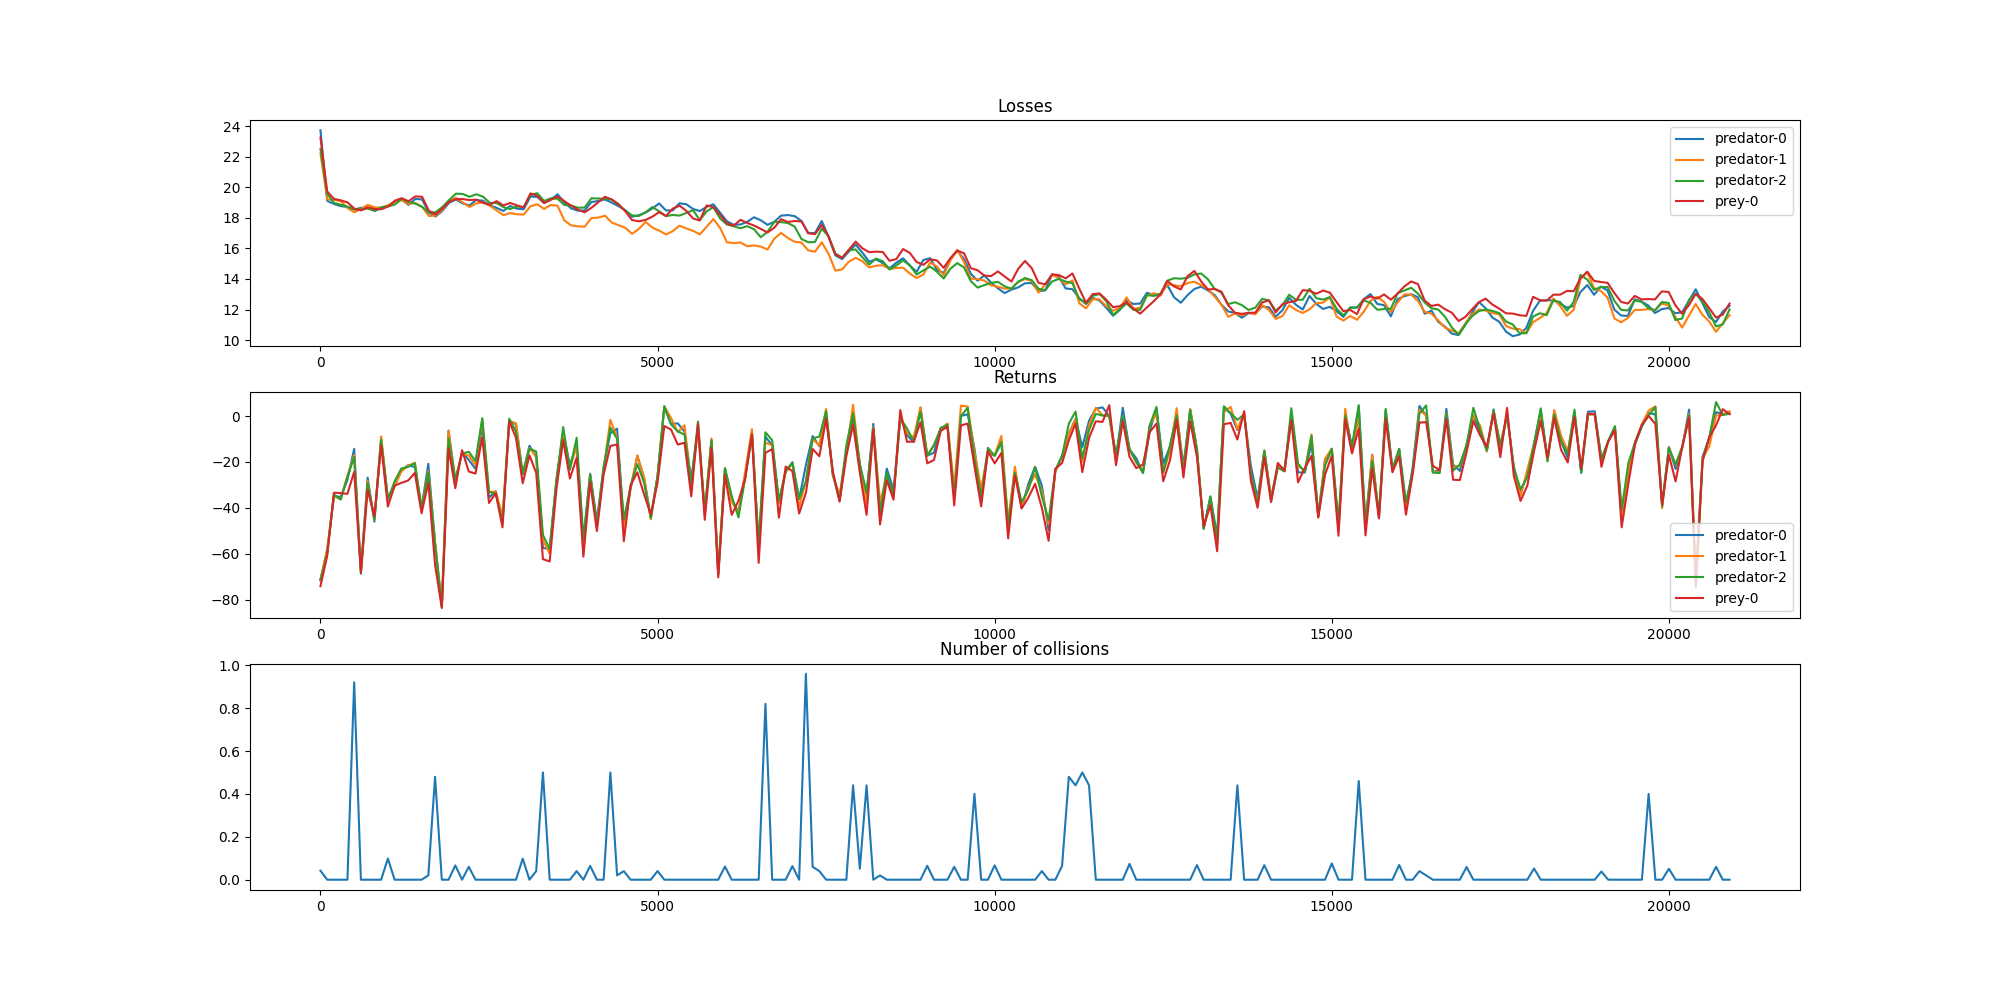 Losses
24
22
20
18
16
14
12
10
predator-0
predator-1
predator-2
prey-0
0 5000 10000 15000 20000
Returns
0
−20
−40
−60
−80
predator-0
predator-1
predator-2
prey-0
0 5000 10000 15000 20000
Number of collisions
1.0
0.8
0.6
0.4
0.2
0.0
0 5000 10000 15000 20000